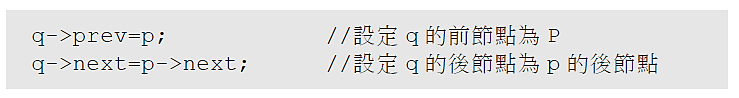 q->prev=p; //設定 q 的前節點為 P
q->next=p->next; //設定 q 的後節點為 p 的後節點